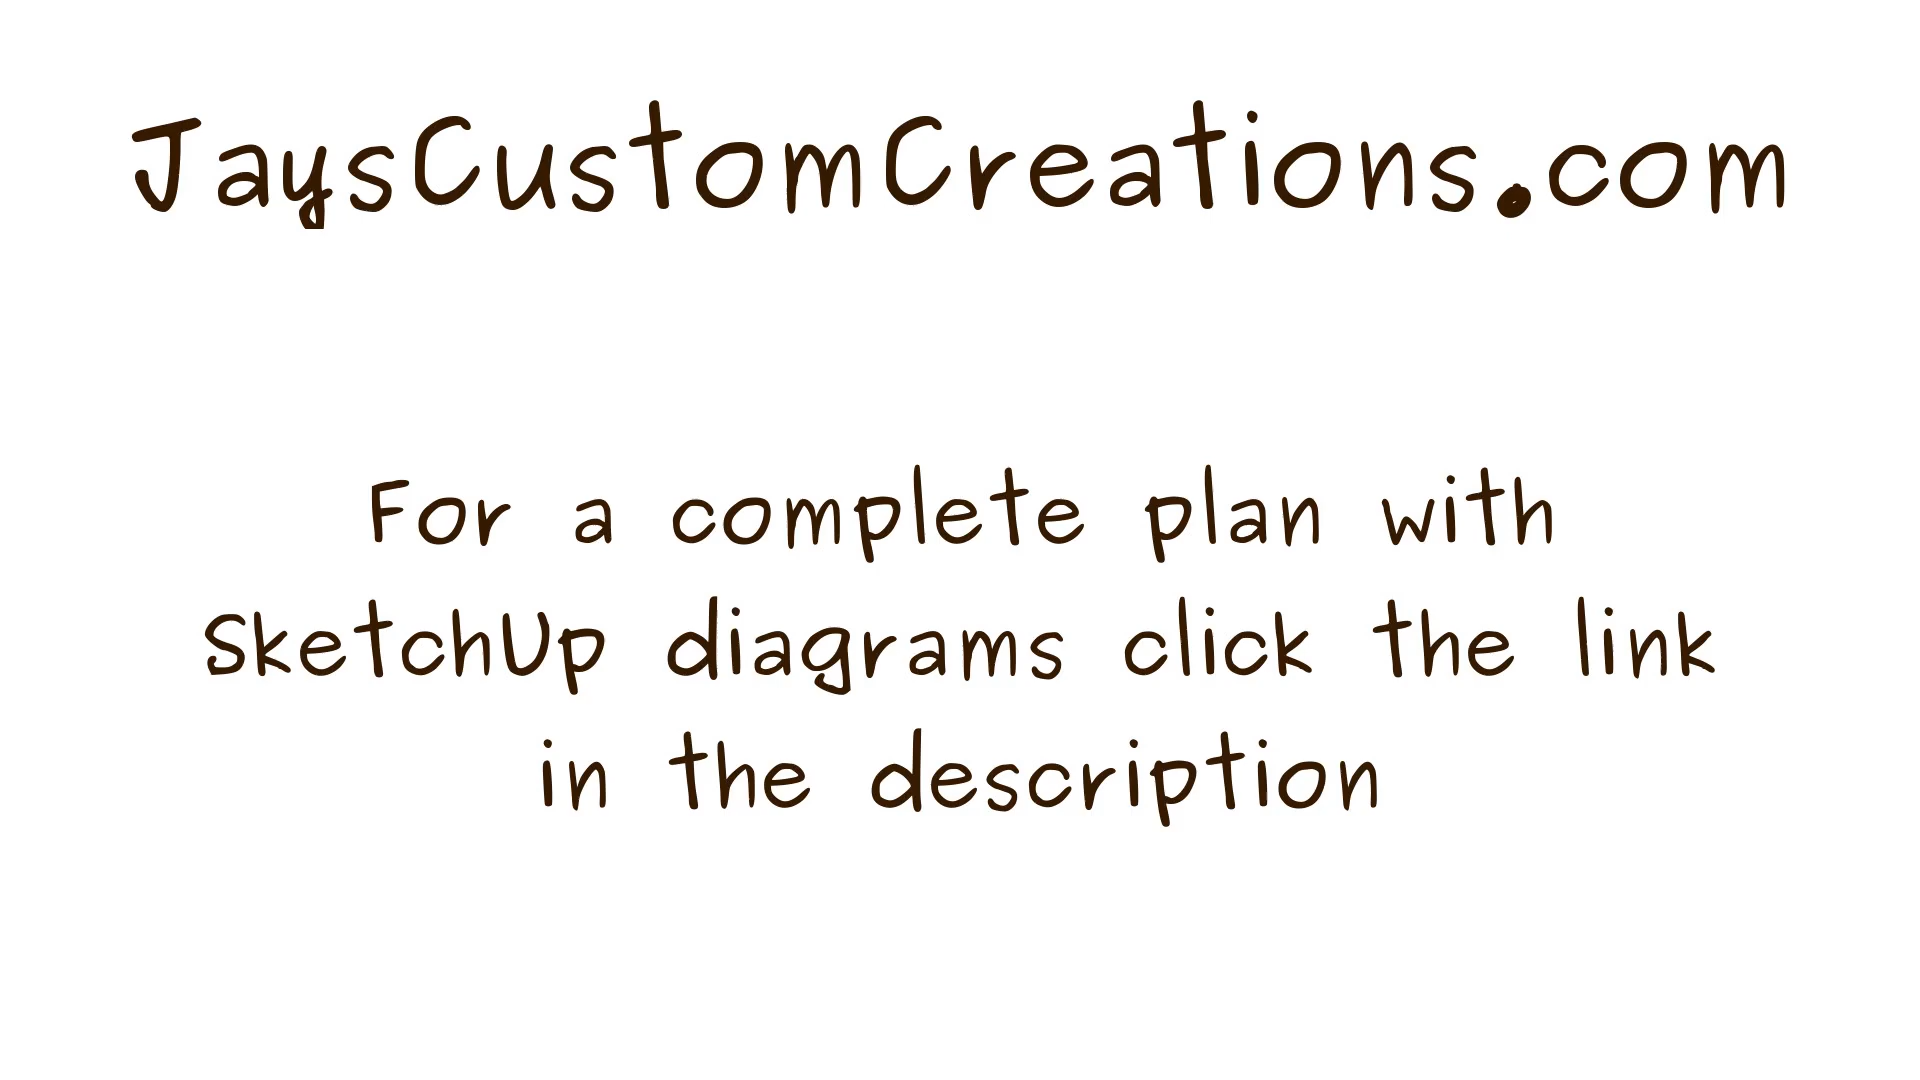 JaysCustomCreations.com
For a complete plan with
SketchUp diagrams click the link
in the description